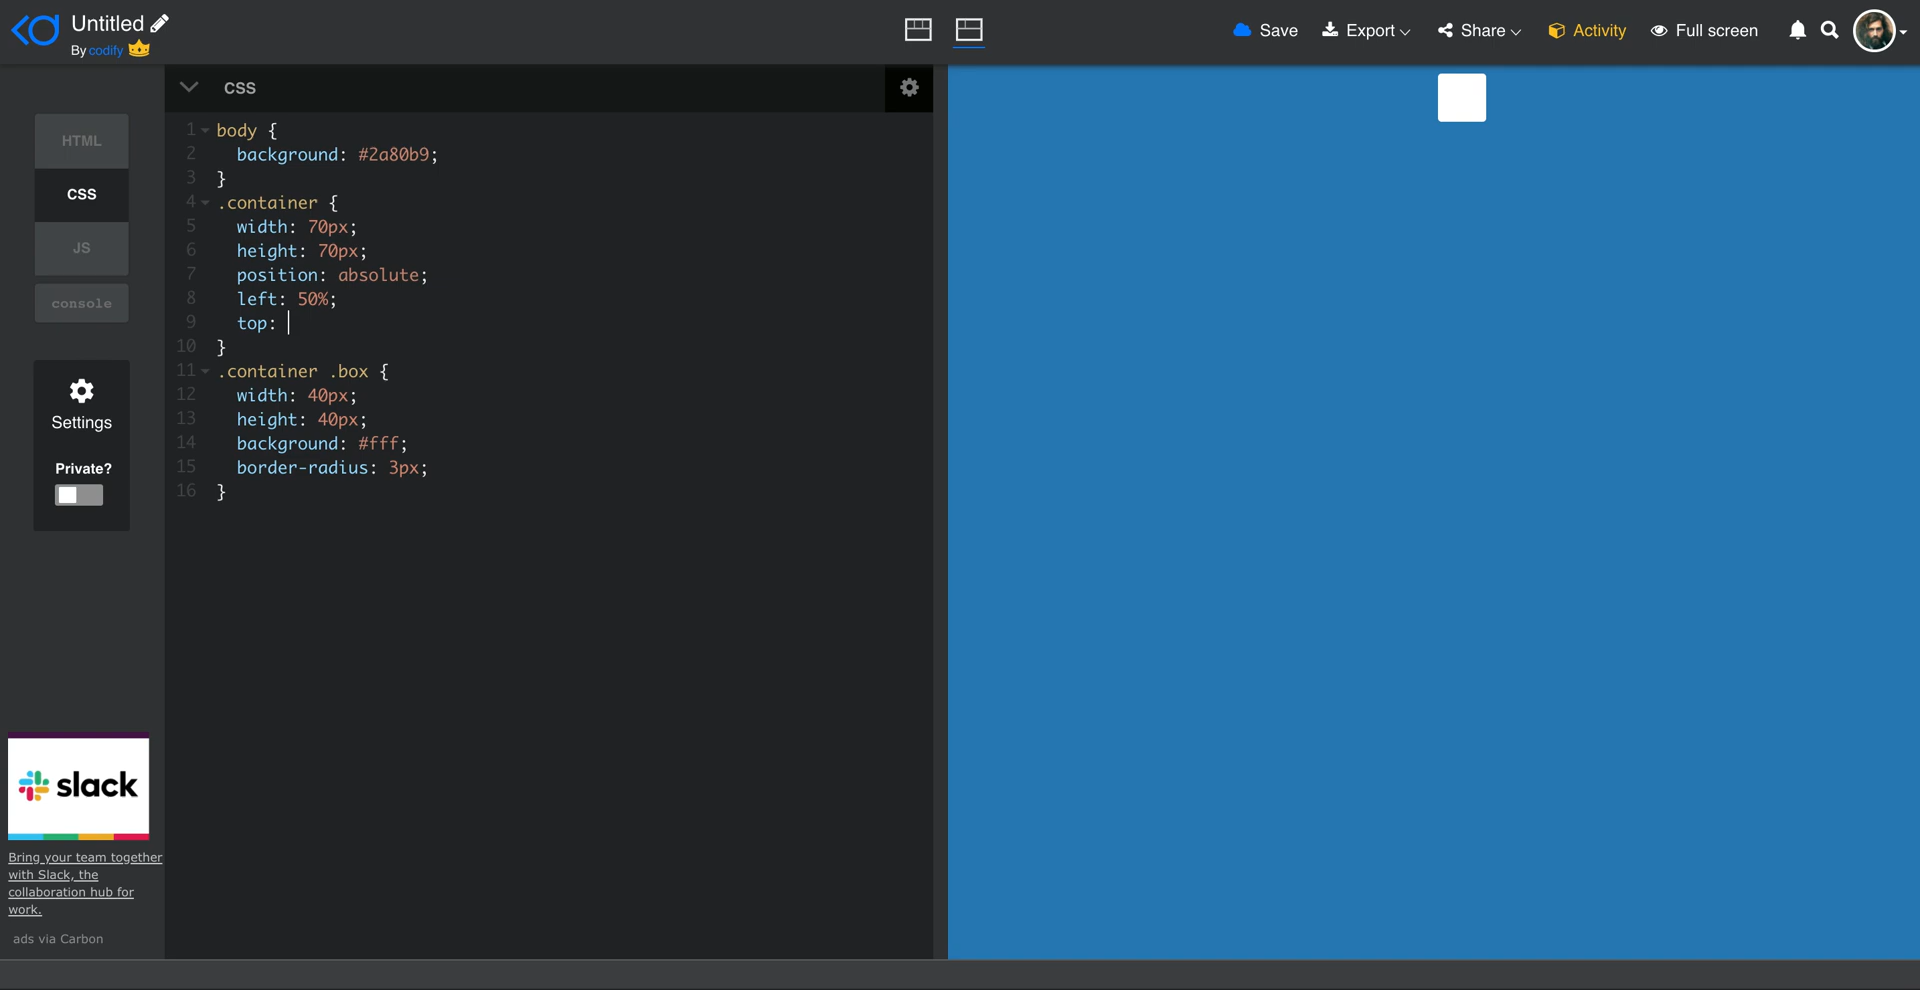 Untitled
By codify
Save
Export
Share
Activity
Full screen
HTML
CSS
JS
console
Settings
Private?
CSS
1 body {
2 background: #2a80b9;
3 }
4 .container {
5 width: 70px;
6 height: 70px;
7 position: absolute;
8 left: 50%;
9 top:
10 }
11 .container .box {
12 width: 40px;
13 height: 40px;
14 background: #fff;
15 border-radius: 3px;
16 }
slack
Bring your team together
with Slack, the
collaboration hub for
work.
ads via Carbon